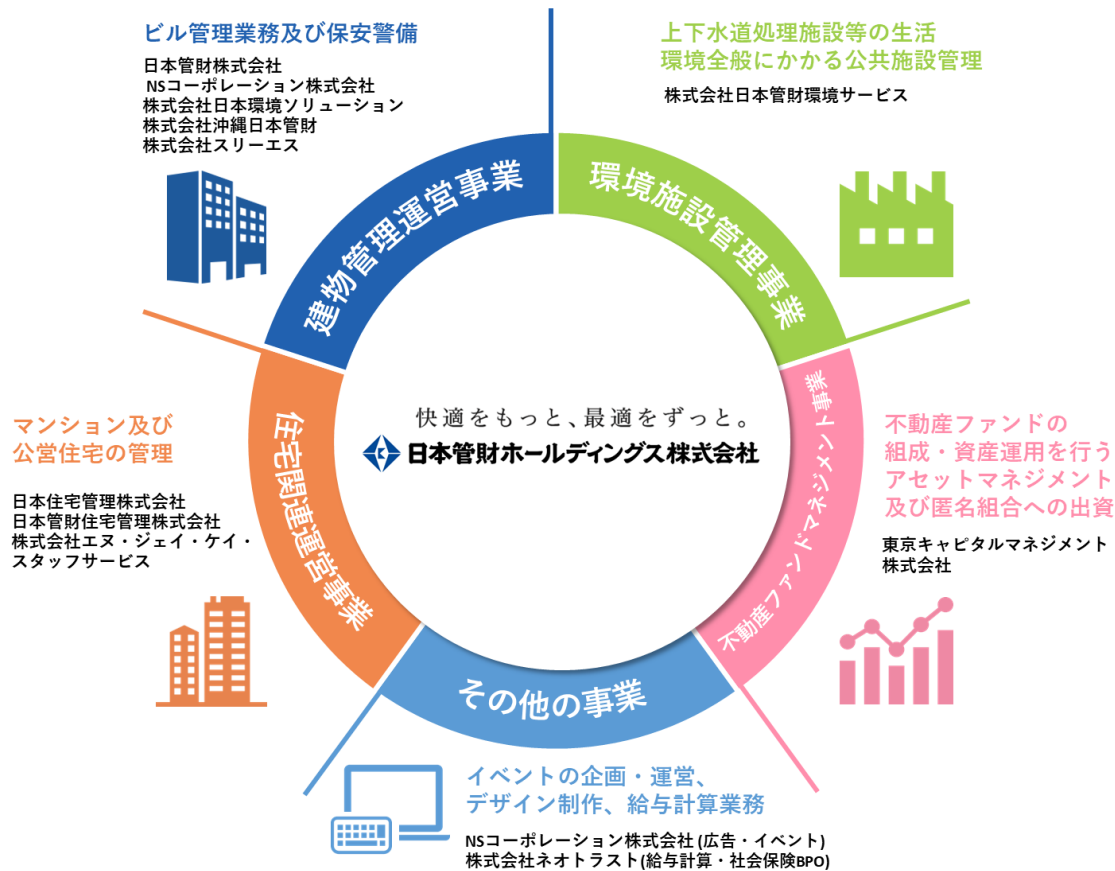 ビル管理業務及び保安警備
日本管財株式会社
NSコーポレーション株式会社
株式会社日本環境ソリューション
株式会社沖縄日本管財
株式会社スリーエス
建物管理運営事業
上下水道処理施設等の生活
環境全般にかかる公共施設管理
株式会社日本管財環境サービス
環境施設管理事業
快適をもっと、最適をずっと。
日本管財ホールディングス株式会社
マンション及び
公営住宅の管理
日本住宅管理株式会社
日本管財住宅管理株式会社
株式会社エヌ・ジェイ・ケイ・
スタッフサービス
住宅関連運営事業
不動産ファンドマネジメント事業
不動産ファンドの
組成・資産運用を行う
アセットマネジメント
及び匿名組合への出資
東京キャピタルマネジメント
株式会社
その他の事業
イベントの企画・運営、
デザイン制作、給与計算業務
NSコーポレーション株式会社 (広告・イベント)
株式会社ネオトラスト(給与計算・社会保険BPO)